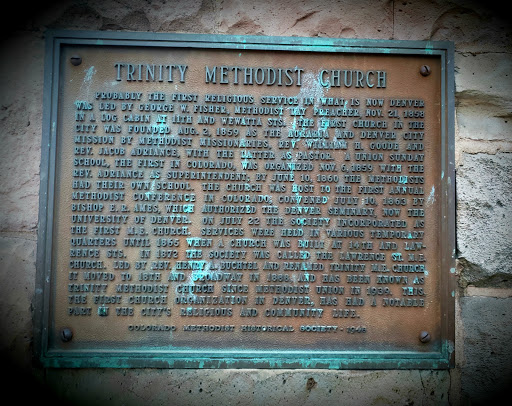 TRINITY METHODIST CHURCH
PROBABLY THE FIRST RELIGIOUS SERVICE IN WHAT IS NOW DENVER
WAS LED BY GEORGE W. FISHER, METHODIST LAY PREACHER, NOV. 21, 1858
IN A LOG CABIN AT 11TH AND WEWATTA STS. THE FIRST CHURCH IN THE
CITY WAS FOUNDED AUG. 2, 1859 AS THE AURARIA AND DENVER CITY
MISSION BY METHODIST MISSIONARIES, REV. WILLIAM H. GOODE AND
REV. JACOB ADRIANCE WITH THE LATTER AS PASTOR. A UNION SUNDAY
SCHOOL, THE FIRST IN COLORADO, WAS ORGANIZED NOV. 6, 1859, WITH THE
REV. ADRIANCE AS SUPERINTENDENT; BY JUNE 10, 1860 THE METHODISTS
HAD THEIR OWN SCHOOL. THE CHURCH WAS HOST TO THE FIRST ANNUAL
METHODIST CONFERENCE IN COLORADO, CONVENED JULY 10, 1863 BY
BISHOP E. R. AMES, WHICH AUTHORIZED THE DENVER SEMINARY, NOW THE
UNIVERSITY OF DENVER. ON JULY 22 THE SOCIETY INCORPORATED AS
THE FIRST M.E. CHURCH. SERVICES WERE HELD IN VARIOUS TEMPORARY
QUARTERS UNTIL 1865 WHEN A CHURCH WAS BUILT AT 14TH AND LAW-
RENCE STS. IN 1872 THE SOCIETY WAS CALLED THE LAWRENCE ST. M.E.
CHURCH. LED BY REV. HENRY A. BUCHTEL AND RENAMED TRINITY M.E. CHURCH,
IT MOVED TO 18TH AND BROADWAY IN 1888, AND HAS BEEN KNOWN AS
TRINITY METHODIST CHURCH SINCE METHODIST UNION IN 1939. THIS,
THE FIRST CHURCH ORGANIZATION IN DENVER, HAS HAD A NOTABLE
PART IN THE CITY'S RELIGIOUS AND COMMUNITY LIFE.
COLORADO METHODIST HISTORICAL SOCIETY-1948